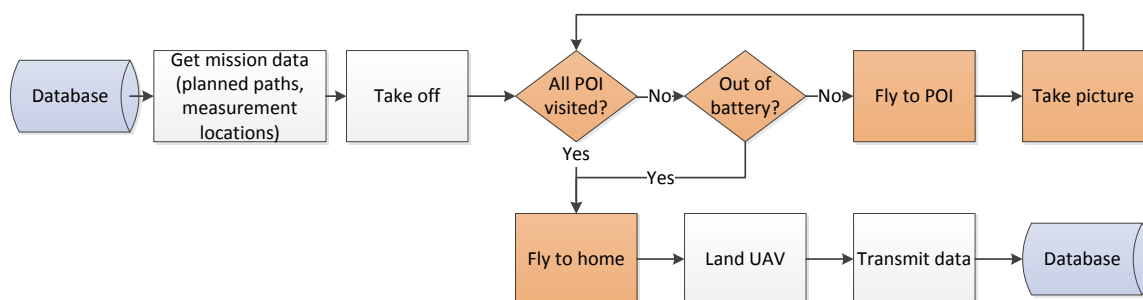 Database
Get mission data
(planned paths,
measurement
locations)
Take off
All POI
visited?
No
Out of
battery?
No
Fly to POI
Take picture
Yes
Yes
Fly to home
Land UAV
Transmit data
Database